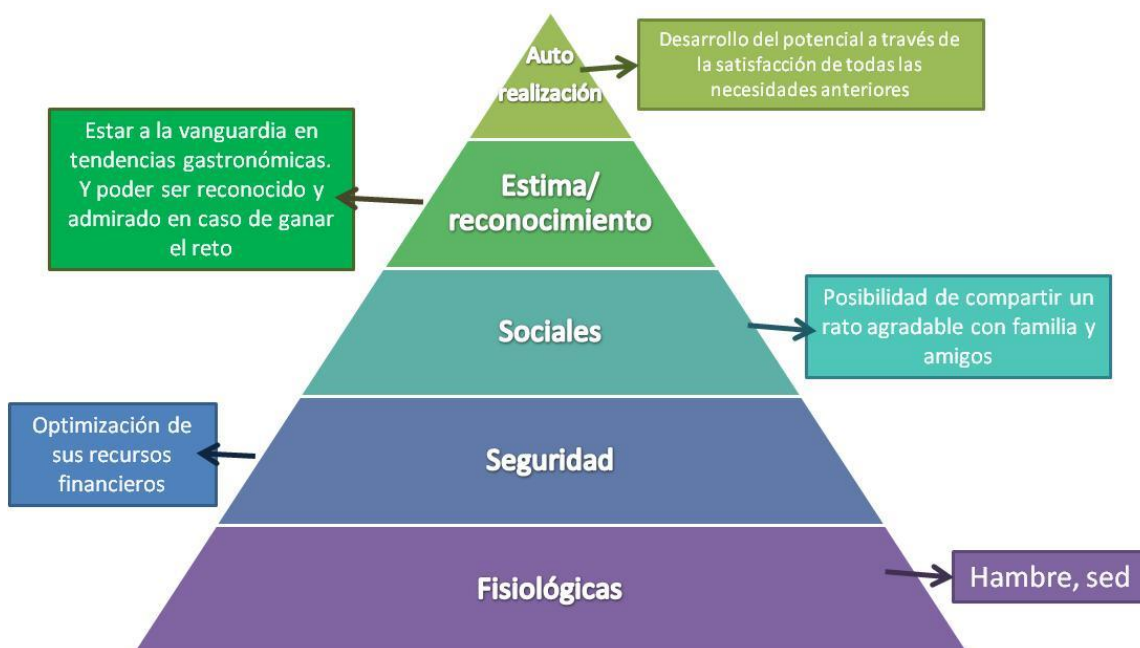 Auto
realización
Desarrollo del potencial a través de
la satisfacción de todas las
necesidades anteriores
Estar a la vanguardia en
tendencias gastronómicas.
Y poder ser reconocido y
admirado en caso de ganar
el reto
Estima/
reconocimiento
Sociales
Posibilidad de compartir un
rato agradable con familia y
amigos
Optimización de
sus recursos
financieros
Seguridad
Fisiológicas
Hambre, sed